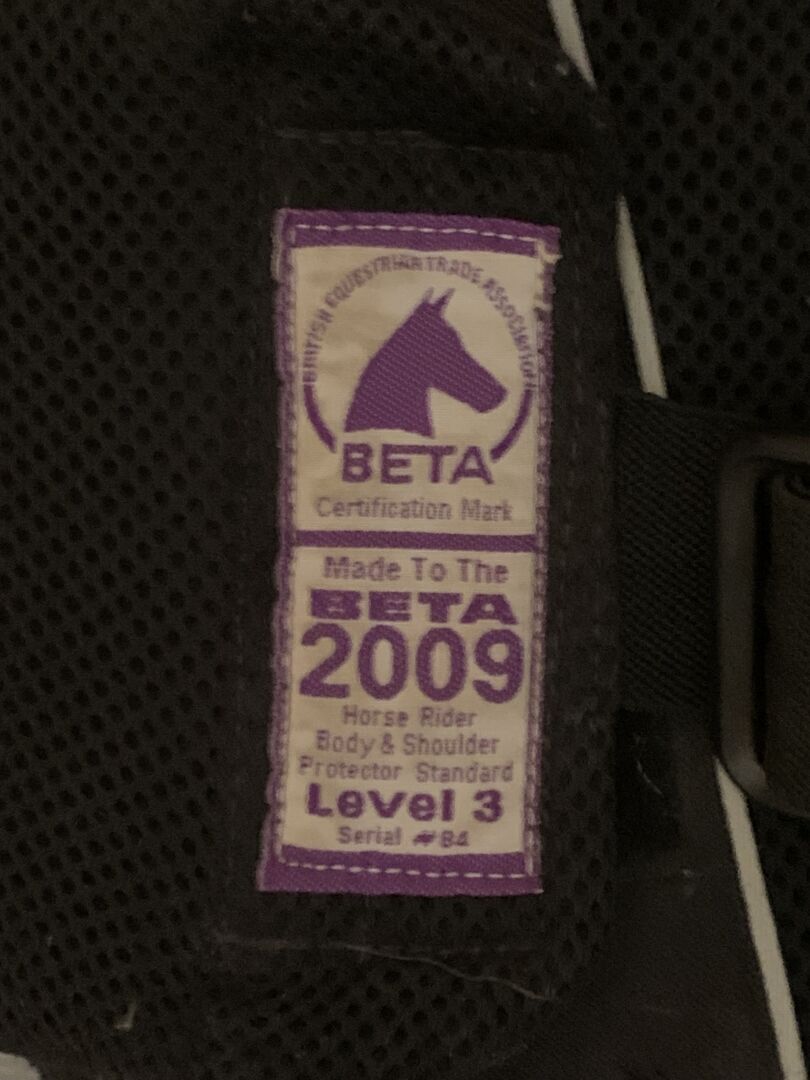 BRITISH EQUESTRIAN TRADE ASSOCIATION
BETA
Certification Mark
Made To The
BETA
2009
Horse Rider
Body & Shoulder
Protector Standard
Level 3
Serial #84